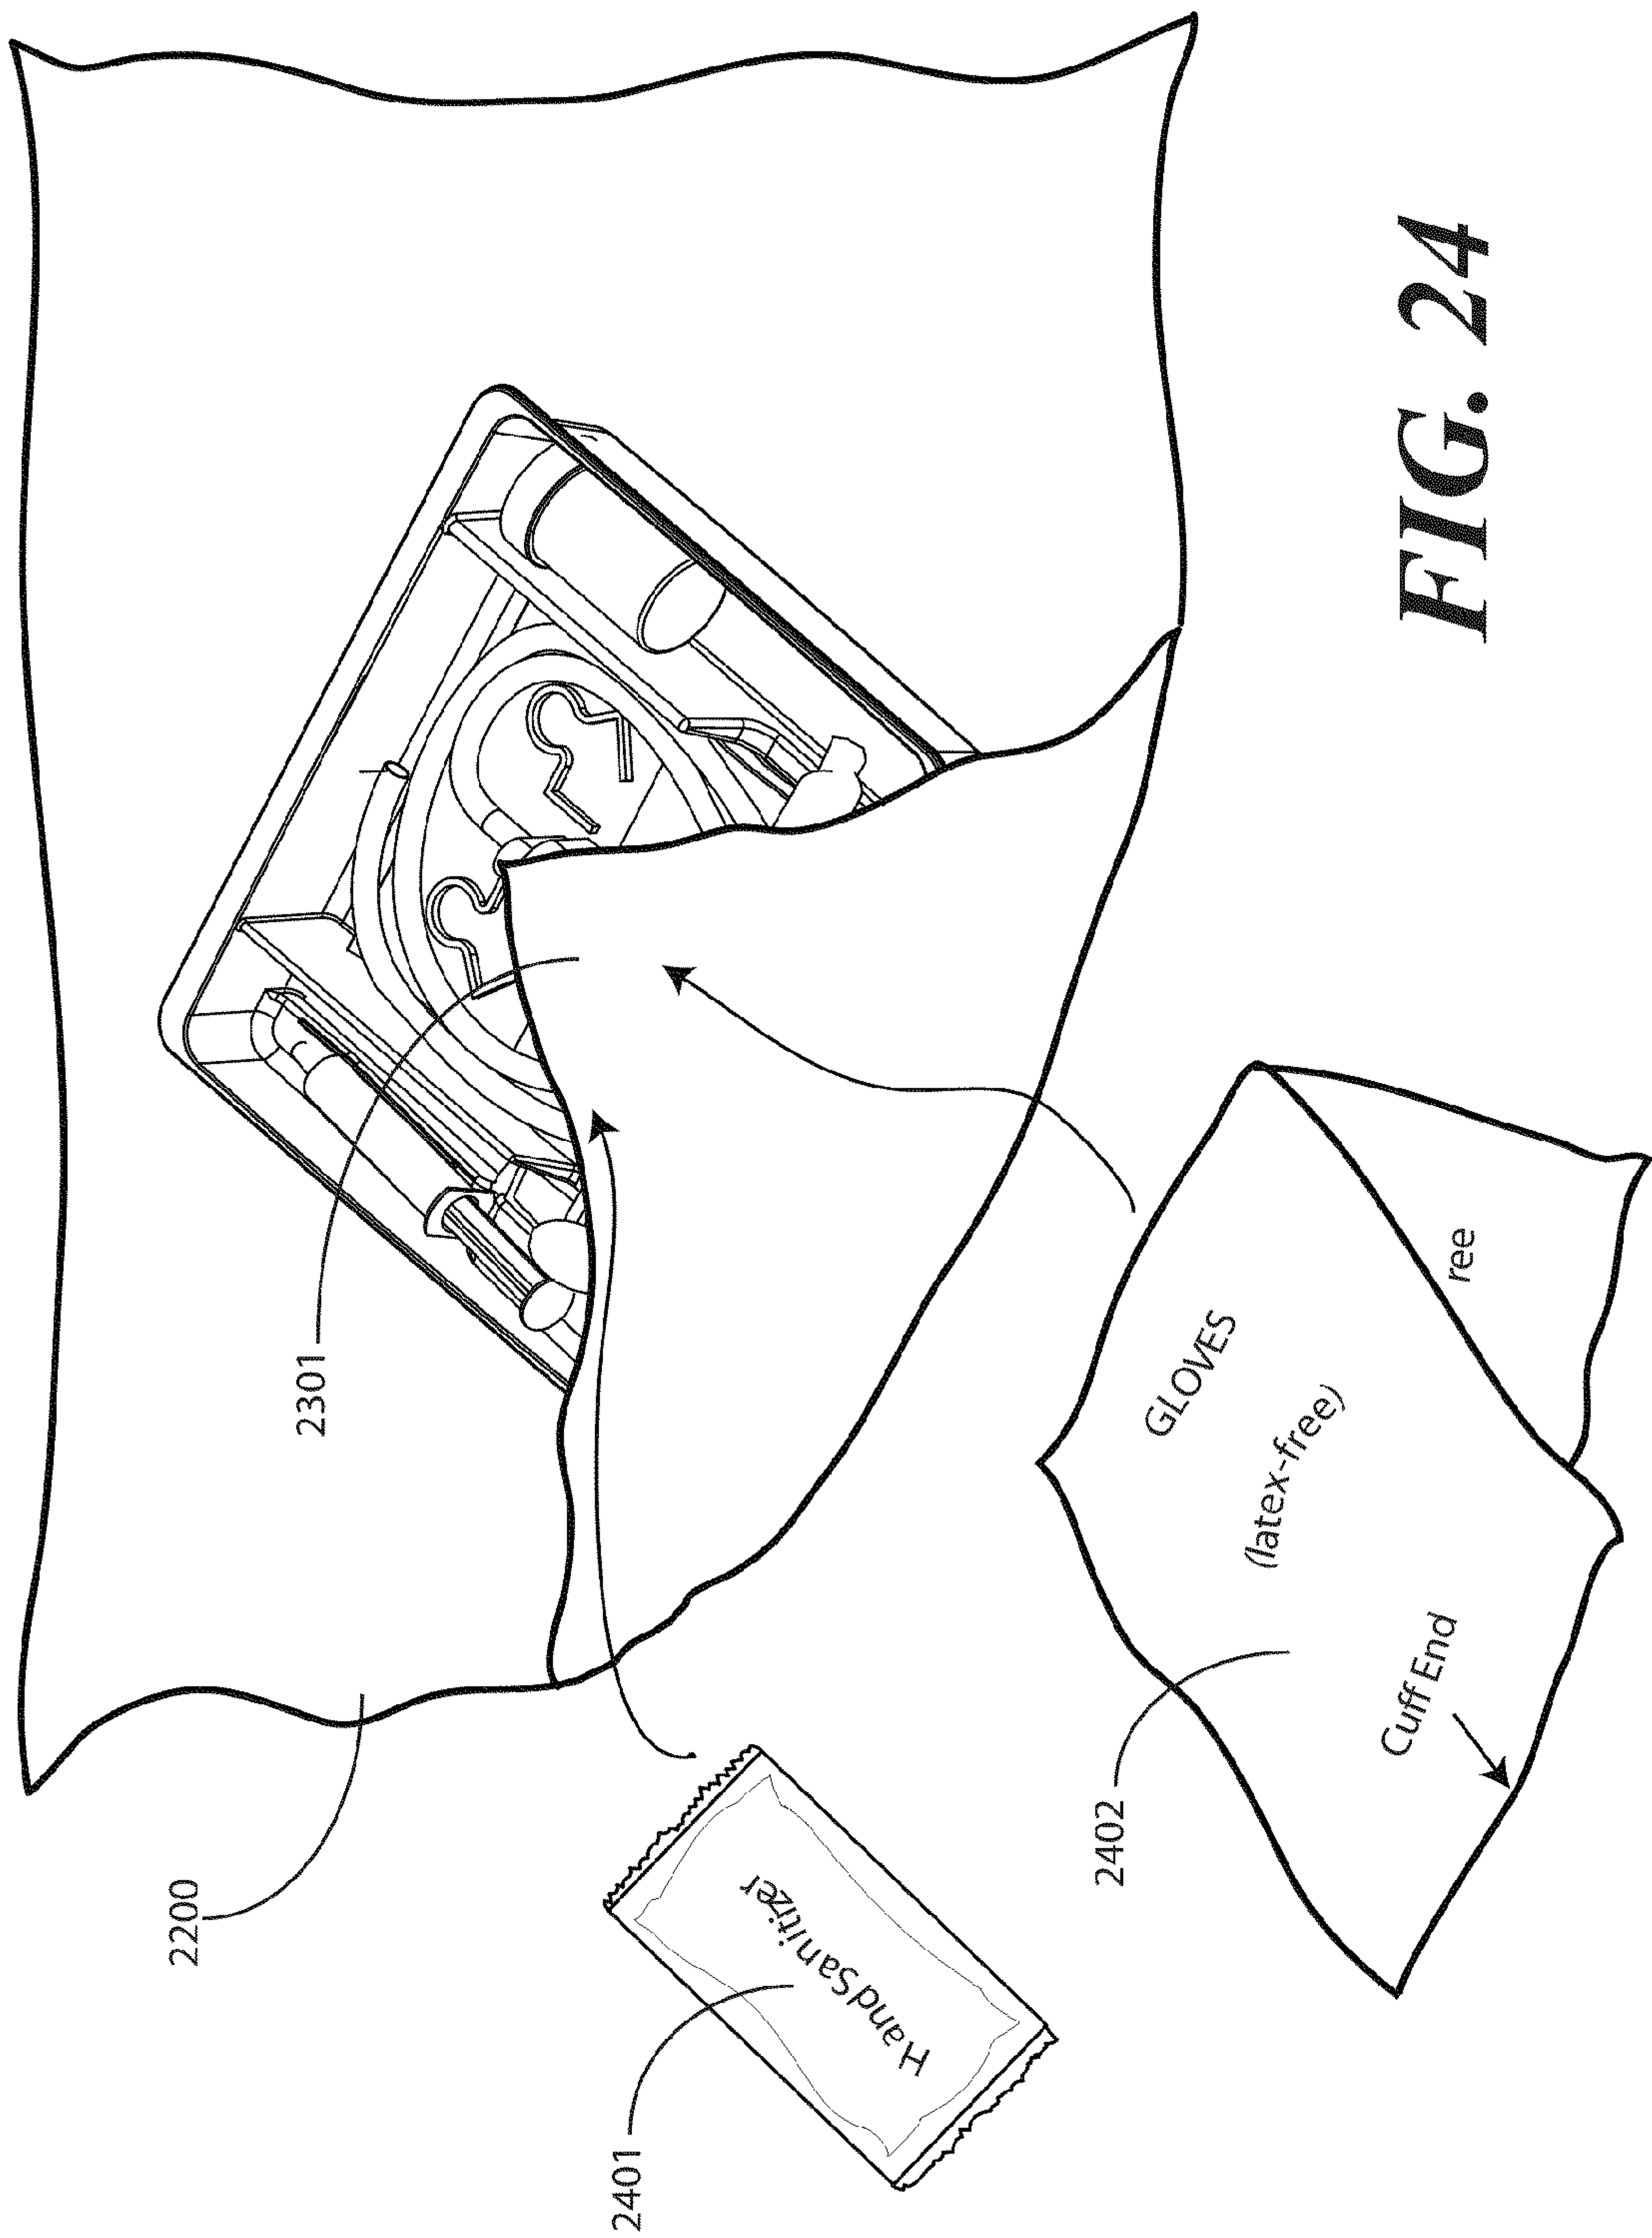 2200
2301
2401
Hand Sanitizer
2402
GLOVES
(latex-free)
Cuff End
ree
FIG. 24